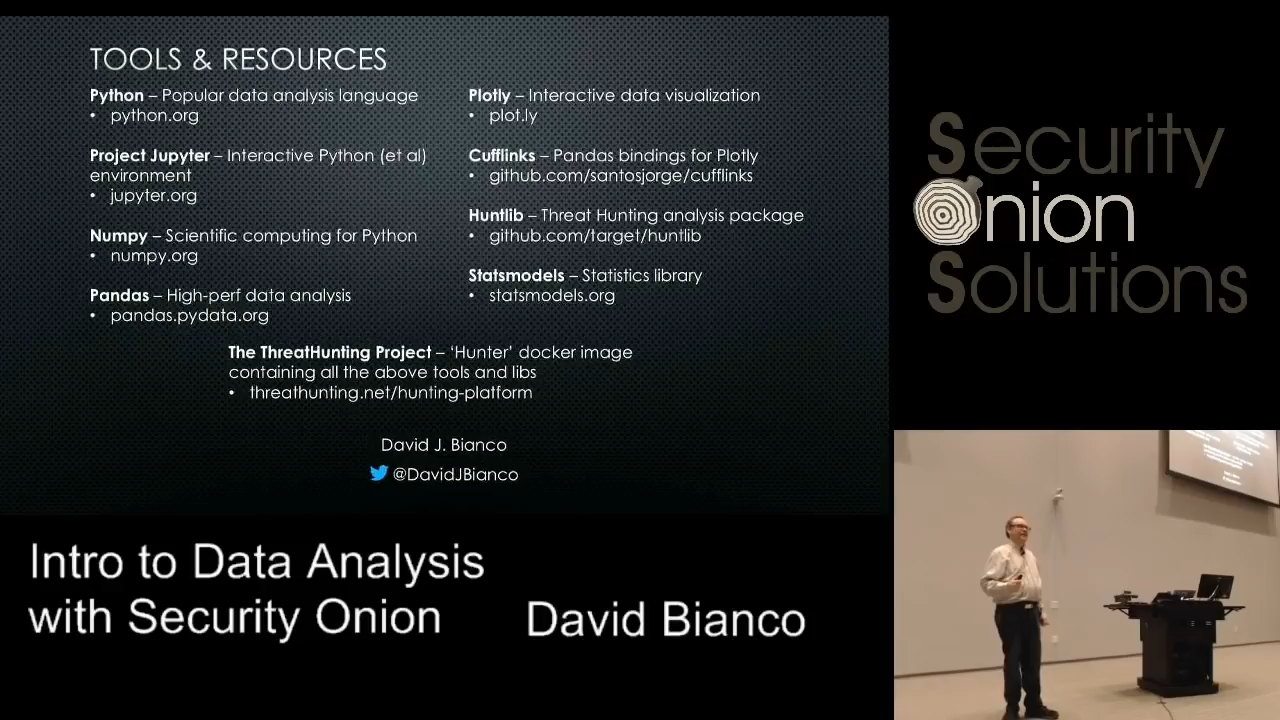 TOOLS & RESOURCES
Python – Popular data analysis language
• python.org
Project Jupyter – Interactive Python (et al)
environment
• jupyter.org
Numpy – Scientific computing for Python
• numpy.org
Pandas – High-perf data analysis
• pandas.pydata.org
Plotly – Interactive data visualization
• plot.ly
Cufflinks – Pandas bindings for Plotly
• github.com/santosjorge/cufflinks
Huntlib – Threat Hunting analysis package
• github.com/target/huntlib
Statsmodels – Statistics library
• statsmodels.org
The ThreatHunting Project – ‘Hunter’ docker image
containing all the above tools and libs
• threathunting.net/hunting-platform
David J. Bianco
@DavidJBianco
Security
Onion
Solutions
Intro to Data Analysis
with Security Onion
David Bianco